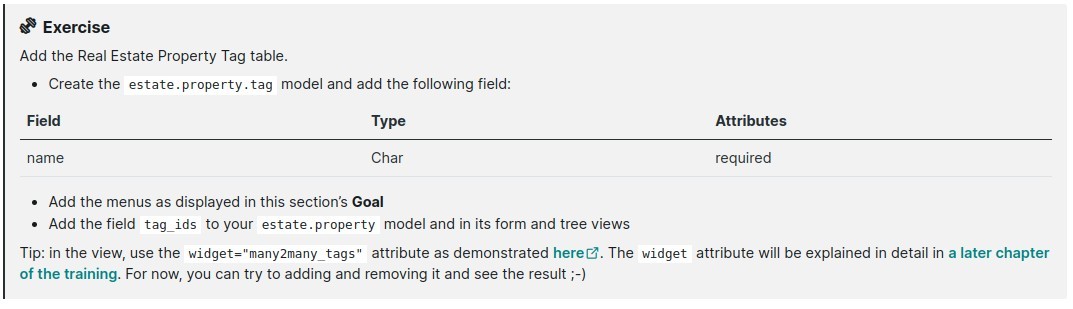 Exercise
Add the Real Estate Property Tag table.
• Create the estate.property.tag model and add the following field:
Field Type Attributes
name Char required
• Add the menus as displayed in this section’s Goal
• Add the field tag_ids to your estate.property model and in its form and tree views
Tip: in the view, use the widget="many2many_tags" attribute as demonstrated here. The widget attribute will be explained in detail in a later chapter
of the training. For now, you can try to adding and removing it and see the result ;-)